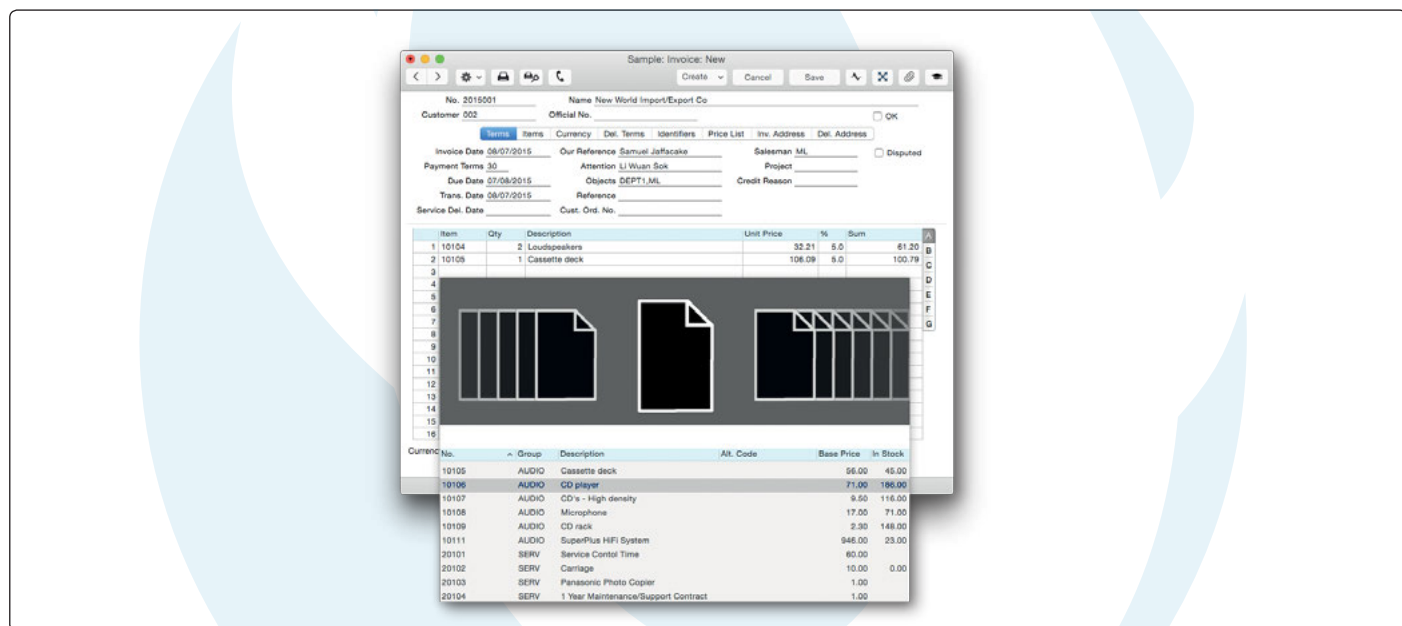 Sample: Invoice: New
Create Cancel Save
No. 2015001 Name New World Import/Export Co
Customer 002 Official No. OK
Terms Items Currency Del. Terms Identifiers Price List Inv. Address Del. Address
Invoice Date 08/07/2015 Our Reference Samuel Jaffacake Salesman ML Disputed
Payment Terms 30 Attention Li Wuan Sok Project
Due Date 07/08/2015 Objects DEPT1,ML Credit Reason
Trans. Date 08/07/2015 Reference
Service Del. Date Cust. Ord. No.
Item Qty Description Unit Price % Sum A
1 10104 2 Loudspeakers 32.21 5.0 61.20 B
2 10105 1 Cassette deck 106.09 5.0 100.79 C
3
4 D
5 E
6 F
7 G
8
9
10
11
12
13
14
15
16
Currenc No. Group Description Alt. Code Base Price In Stock
10105 AUDIO Cassette deck 56.00 45.00
10106 AUDIO CD player 71.00 186.00
10107 AUDIO CD's - High density 9.50 116.00
10108 AUDIO Microphone 17.00 71.00
10109 AUDIO CD rack 2.30 148.00
10111 AUDIO SuperPlus HiFi System 946.00 23.00
20101 SERV Service Contol Time 60.00
20102 SERV Carriage 10.00 0.00
20103 SERV Panasonic Photo Copier 1.00
20104 SERV 1 Year Maintenance/Support Contract 1.00